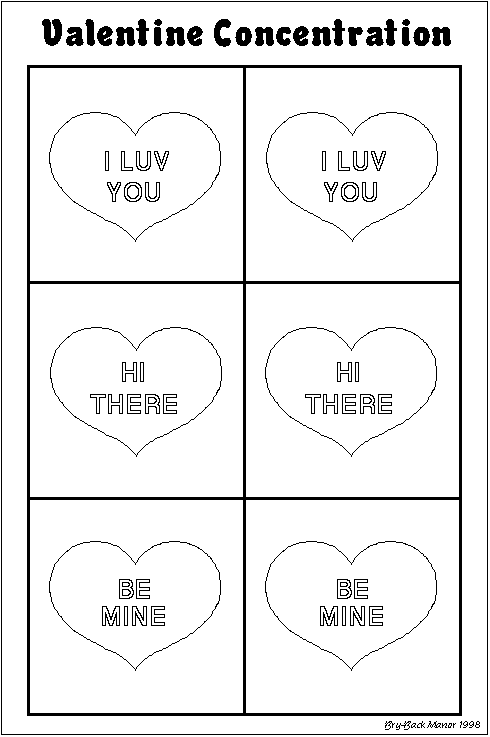 Valentine Concentration
I LUV
YOU
I LUV
YOU
HI
THERE
HI
THERE
BE
MINE
BE
MINE
Bry-Back Manor 1998